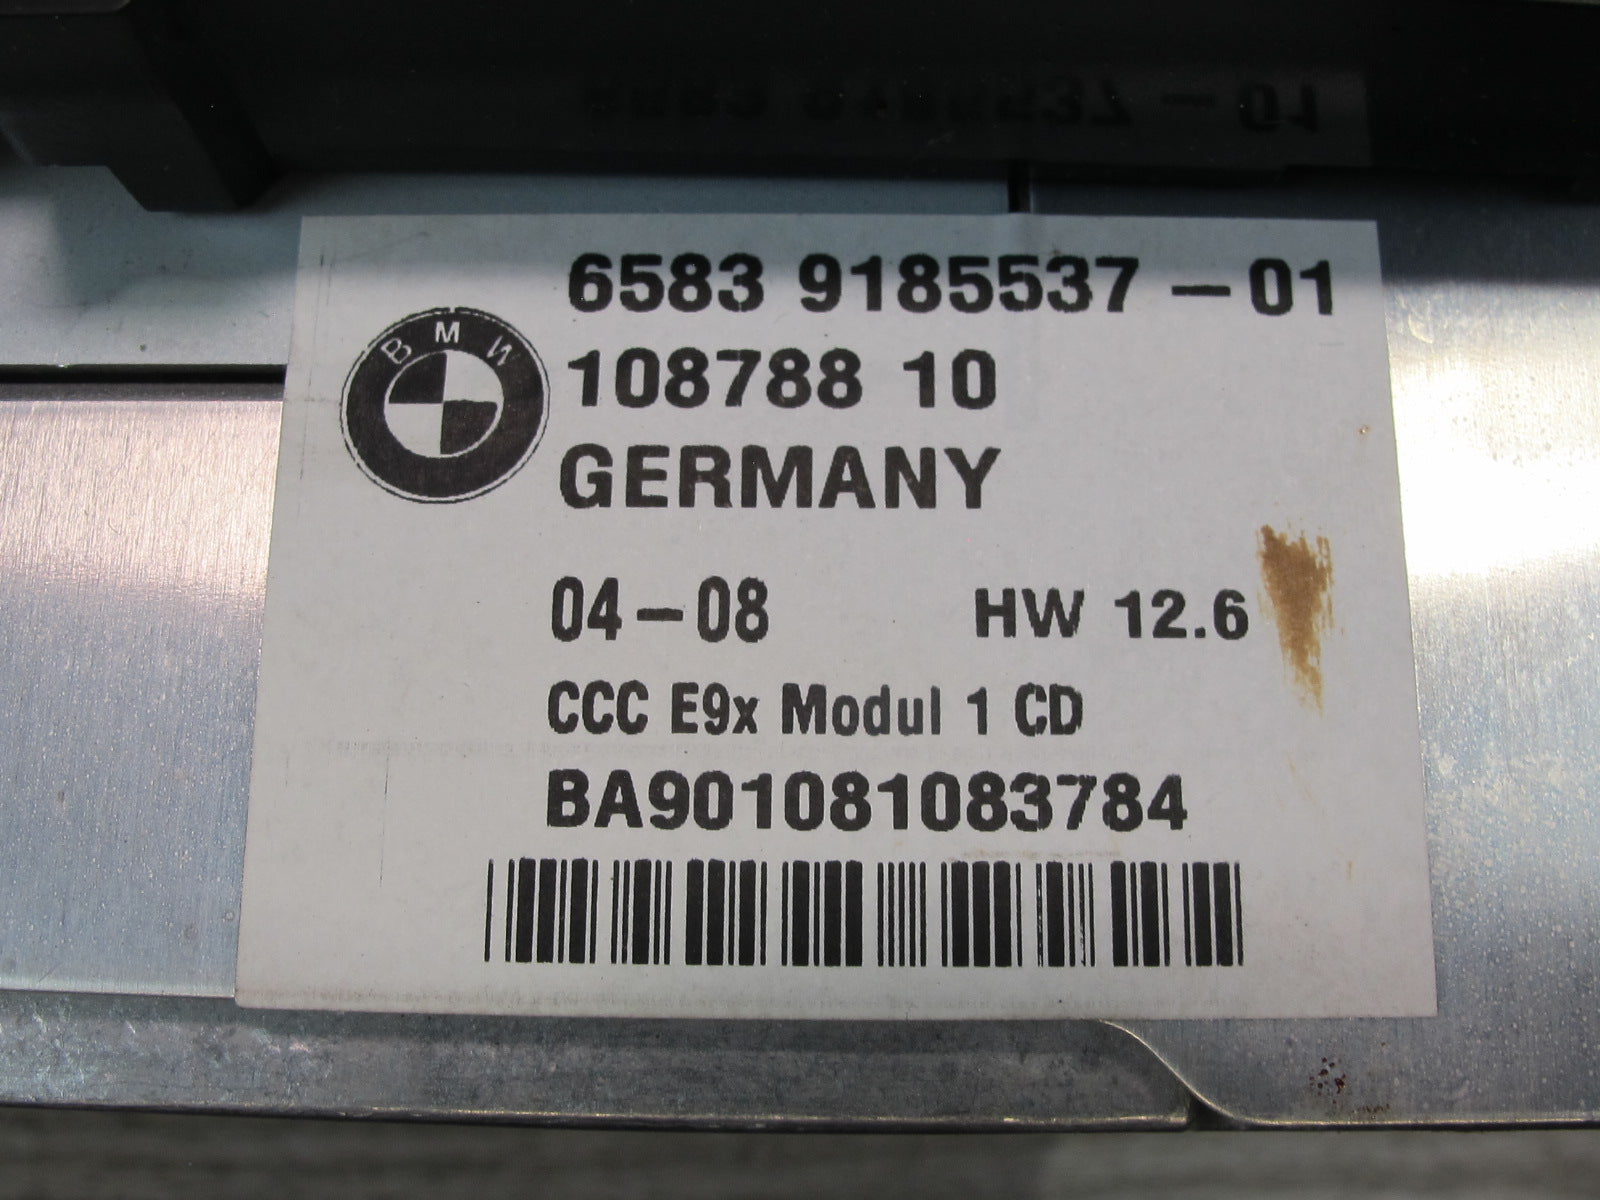 6583 9185537 - 01
BMW
108788 10
GERMANY
04-08 HW 12.6
CCC E9x Modul 1 CD
BA901081083784